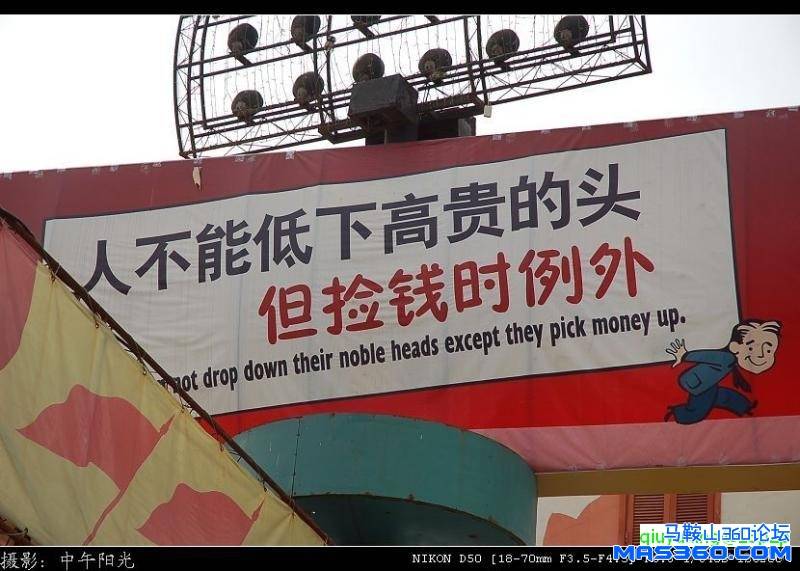 人不能低下高贵的头
但捡钱时例外
not drop down their noble heads except they pick money up.
马鞍山360论坛
MAS360.COM
摄影: 中午阳光
NIKON D50 [18-70mm